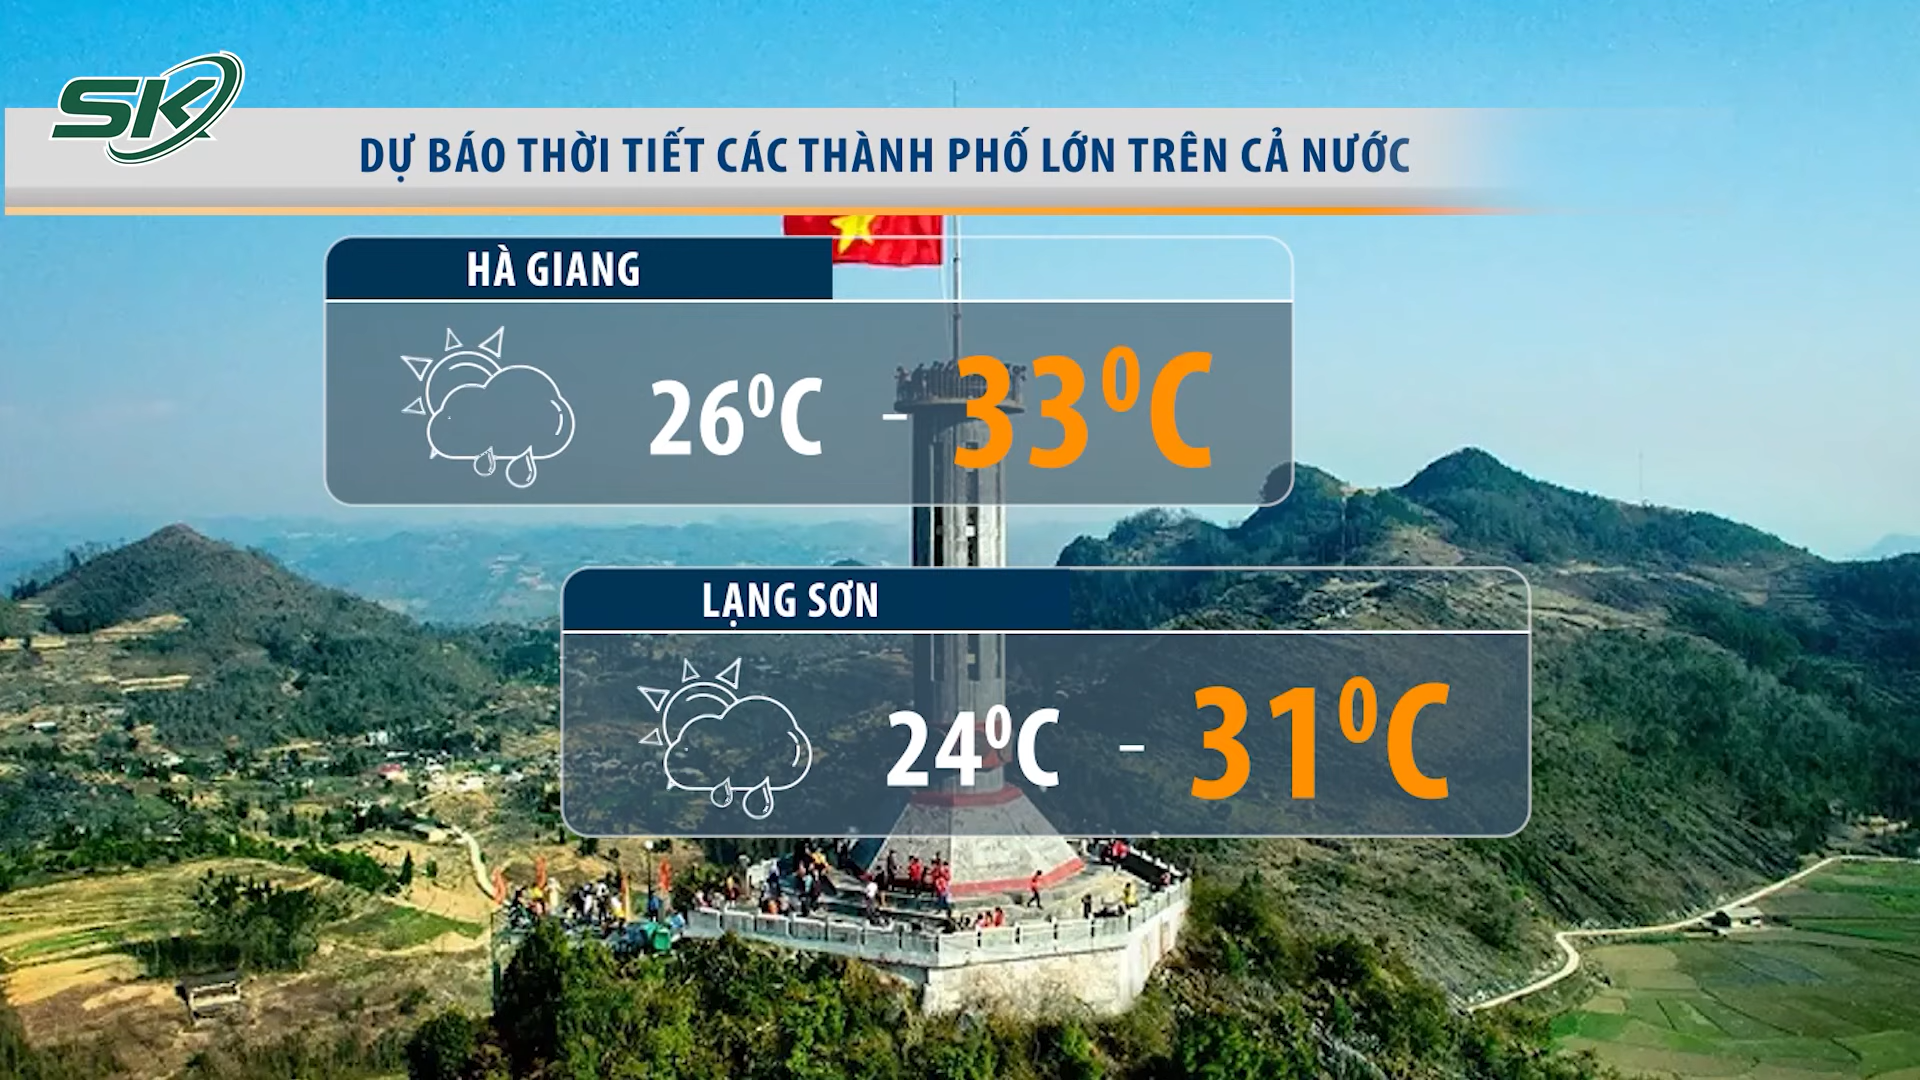 SK
DỰ BÁO THỜI TIẾT CÁC THÀNH PHỐ LỚN TRÊN CẢ NƯỚC
HÀ GIANG
26⁰C - 33⁰C
LẠNG SƠN
24⁰C - 31⁰C